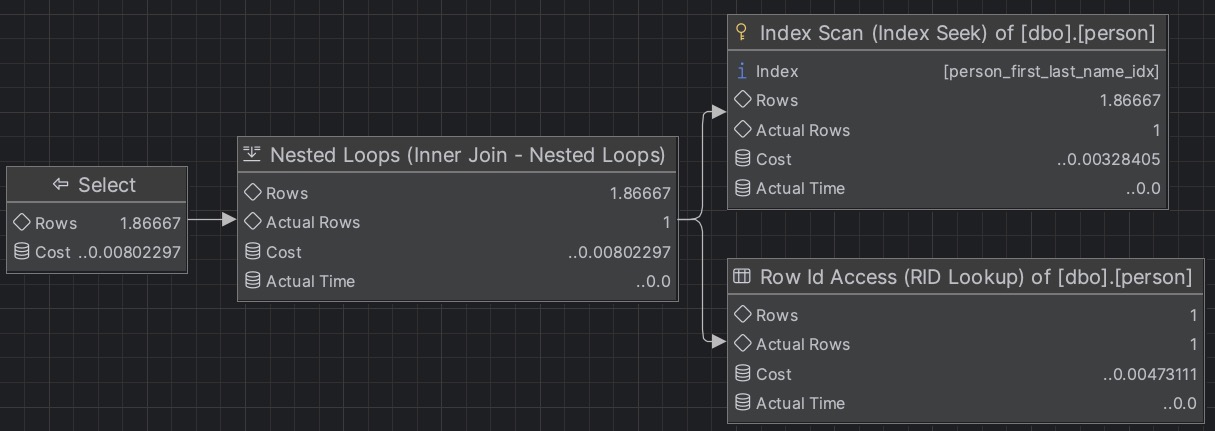 Select
Rows 1.86667
Cost ..0.00802297
Nested Loops (Inner Join - Nested Loops)
Rows 1.86667
Actual Rows 1
Cost ..0.00802297
Actual Time ..0.0
Index Scan (Index Seek) of [dbo].[person]
Index [person_first_last_name_idx]
Rows 1.86667
Actual Rows 1
Cost ..0.00328405
Actual Time ..0.0
Row Id Access (RID Lookup) of [dbo].[person]
Rows 1
Actual Rows 1
Cost ..0.00473111
Actual Time ..0.0